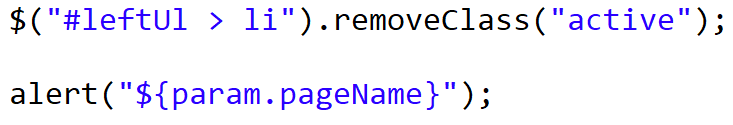 $("#leftUl > li").removeClass("active");
alert("${param.pageName}");